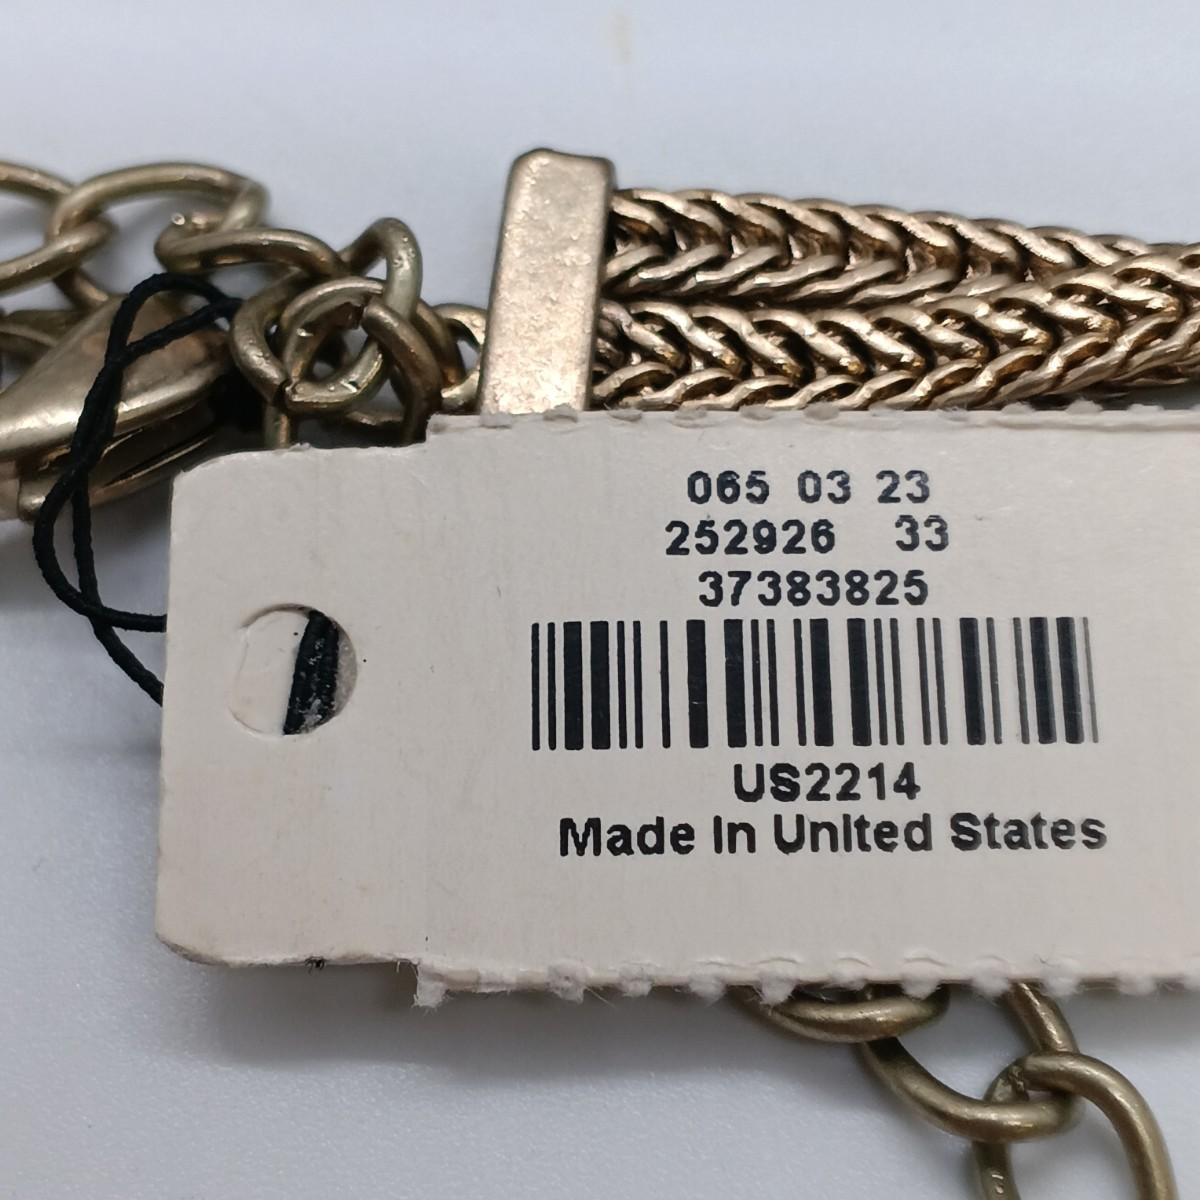 065 03 23
252926 33
37383825
US2214
Made In United States